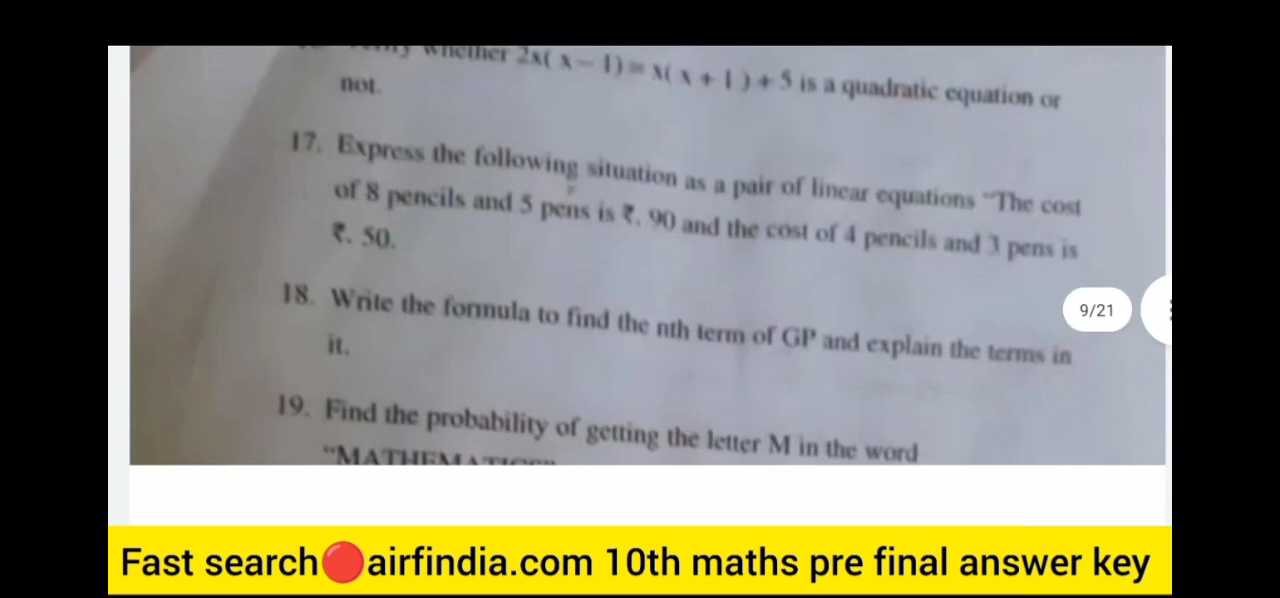 whether 2x( x – 1) = x( x + 1 ) + 5 is a quadratic equation or
not.
17. Express the following situation as a pair of linear equations “The cost
of 8 pencils and 5 pens is ₹. 90 and the cost of 4 pencils and 3 pens is
₹. 50.
18. Write the formula to find the nth term of GP and explain the terms in
it.
9/21
19. Find the probability of getting the letter M in the word
“MATHEMATICS”
Fast search🔴airfindia.com 10th maths pre final answer key